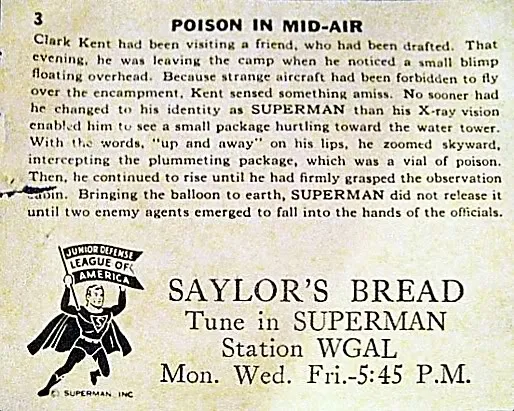 3
POISON IN MID-AIR
Clark Kent had been visiting a friend, who had been drafted. That
evening, he was leaving the camp when he noticed a small blimp
floating overhead. Because strange aircraft had been forbidden to fly
over the encampment, Kent sensed something amiss. No sooner had
he changed to his identity as SUPERMAN than his X-ray vision
enabled him to see a small package hurtling toward the water tower.
With the words, "up and away" on his lips, he zoomed skyward,
intercepting the plummeting package, which was a vial of poison.
Then, he continued to rise until he had firmly grasped the observation
cabin. Bringing the balloon to earth, SUPERMAN did not release it
until two enemy agents emerged to fall into the hands of the officials.
JUNIOR DEFENSE
LEAGUE OF
AMERICA
© SUPERMAN, INC
SAYLOR'S BREAD
Tune in SUPERMAN
Station WGAL
Mon. Wed. Fri.-5:45 P.M.